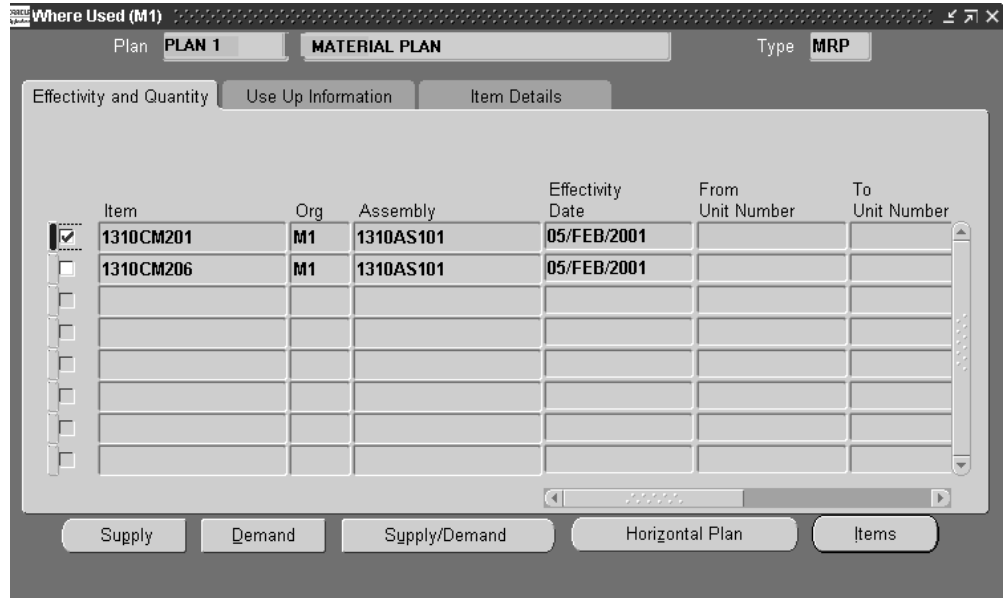 Where Used (M1)
Plan PLAN 1 MATERIAL PLAN Type MRP
Effectivity and Quantity Use Up Information Item Details
Effectivity From To
Item Org Assembly Date Unit Number Unit Number
1310CM201 M1 1310AS101 05/FEB/2001
1310CM206 M1 1310AS101 05/FEB/2001
Supply Demand Supply/Demand Horizontal Plan Items